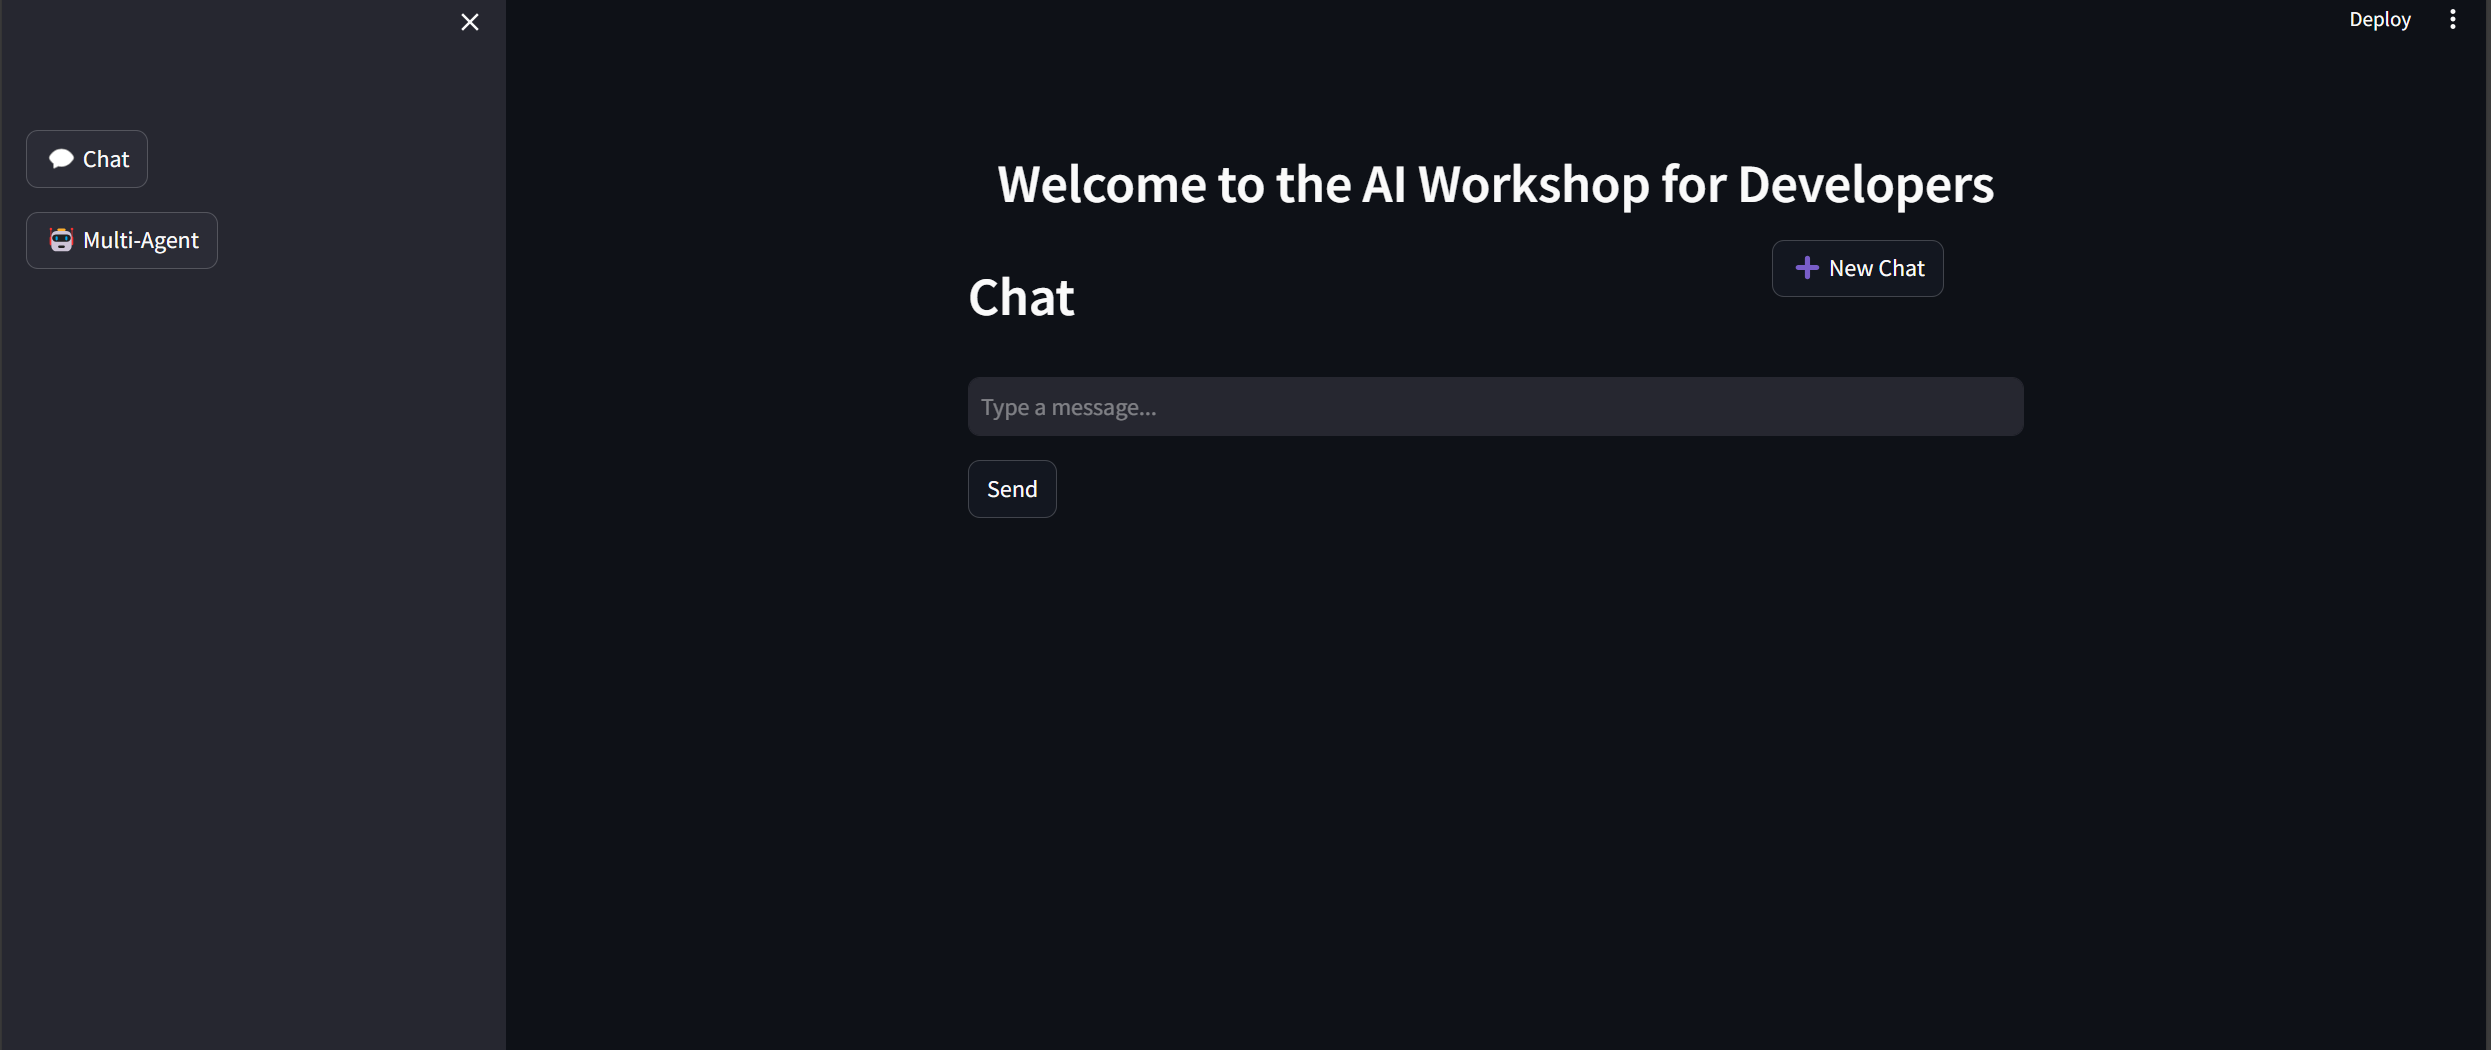 Deploy
Chat
Multi-Agent
Welcome to the AI Workshop for Developers
New Chat
Chat
Type a message...
Send